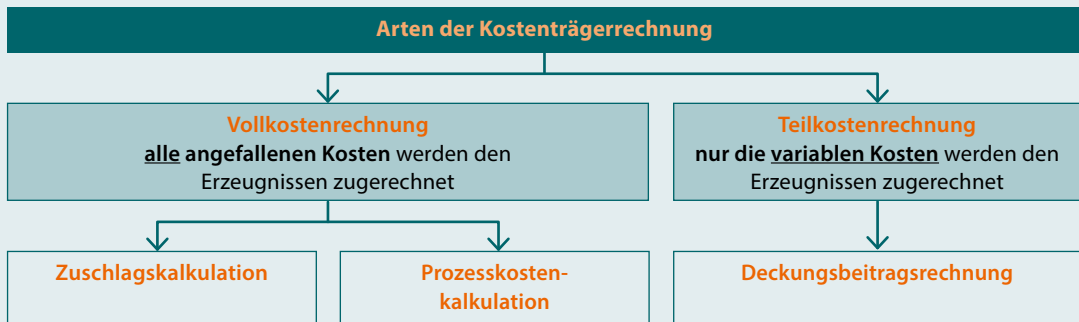 Arten der Kostenträgerrechnung
Vollkostenrechnung
alle angefallenen Kosten werden den
Erzeugnissen zugerechnet
Teilkostenrechnung
nur die variablen Kosten werden den
Erzeugnissen zugerechnet
Zuschlagskalkulation
Prozesskosten-
kalkulation
Deckungsbeitragsrechnung